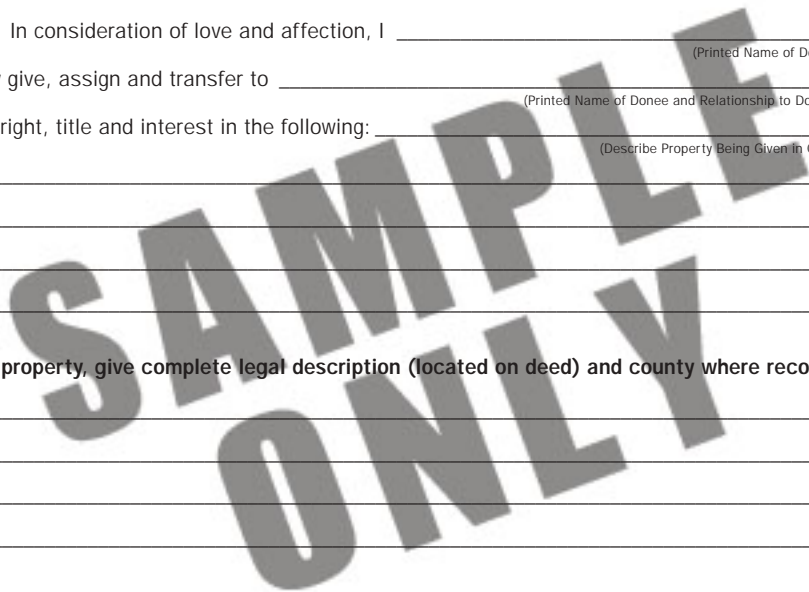 In consideration of love and affection, I
(Printed Name of D
give, assign and transfer to
(Printed Name of Donee and Relationship to Do
right, title and interest in the following:
(Describe Property Being Given in
property, give complete legal description (located on deed) and county where reco
SAMPLE
ONLY